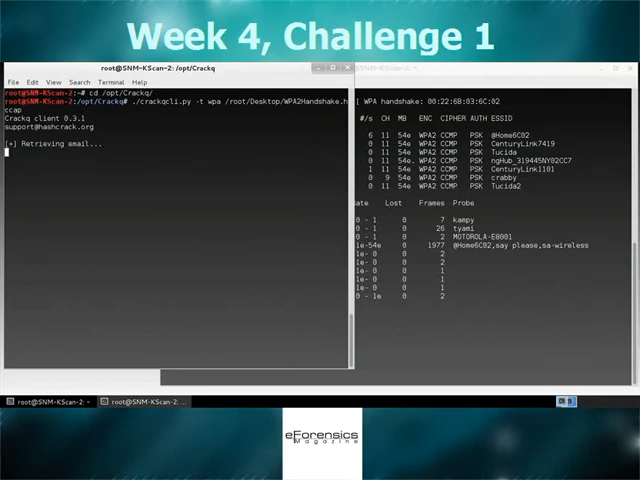 Week 4, Challenge 1
root@SNM-KScan-2: /opt/Crackq
File Edit View Search Terminal Help
root@SNM-KScan-2:~# cd /opt/Crackq/
root@SNM-KScan-2:/opt/Crackq# ./crackqcli.py -t wpa /root/Desktop/WPA2Handshake.h
ccap
Crackq client 0.3.1
support@hashcrack.org
[+] Retrieving email...
[ WPA handshake: 00:22:6B:03:6C:02
#/s CH MB ENC CIPHER AUTH ESSID
6 11 54e WPA2 CCMP PSK @Home6C02
0 11 54e WPA2 CCMP PSK CenturyLink7419
0 11 54e WPA2 CCMP PSK Tucida
0 11 54e. WPA2 CCMP PSK ngHub_319445NY02CC7
1 11 54e WPA2 CCMP PSK CenturyLink1101
0 9 54e WPA2 CCMP PSK crabby
0 11 54e WPA2 CCMP PSK Tucida2
Rate Lost Frames Probe
0 - 1 0 7 kampy
0 - 1 0 26 tyami
0 - 1 0 2 MOTOROLA-E8001
1e-54e 0 1977 @Home6C02,say please,sa-wireless
1e- 0 0 2
1e- 0 0 2
1e- 0 0 1
1e- 0 0 1
1e- 0 0 2
0 - 1e 0 2
root@SNM-KScan-2: ~
root@SNM-KScan-2: ...
eForensics
Magazine